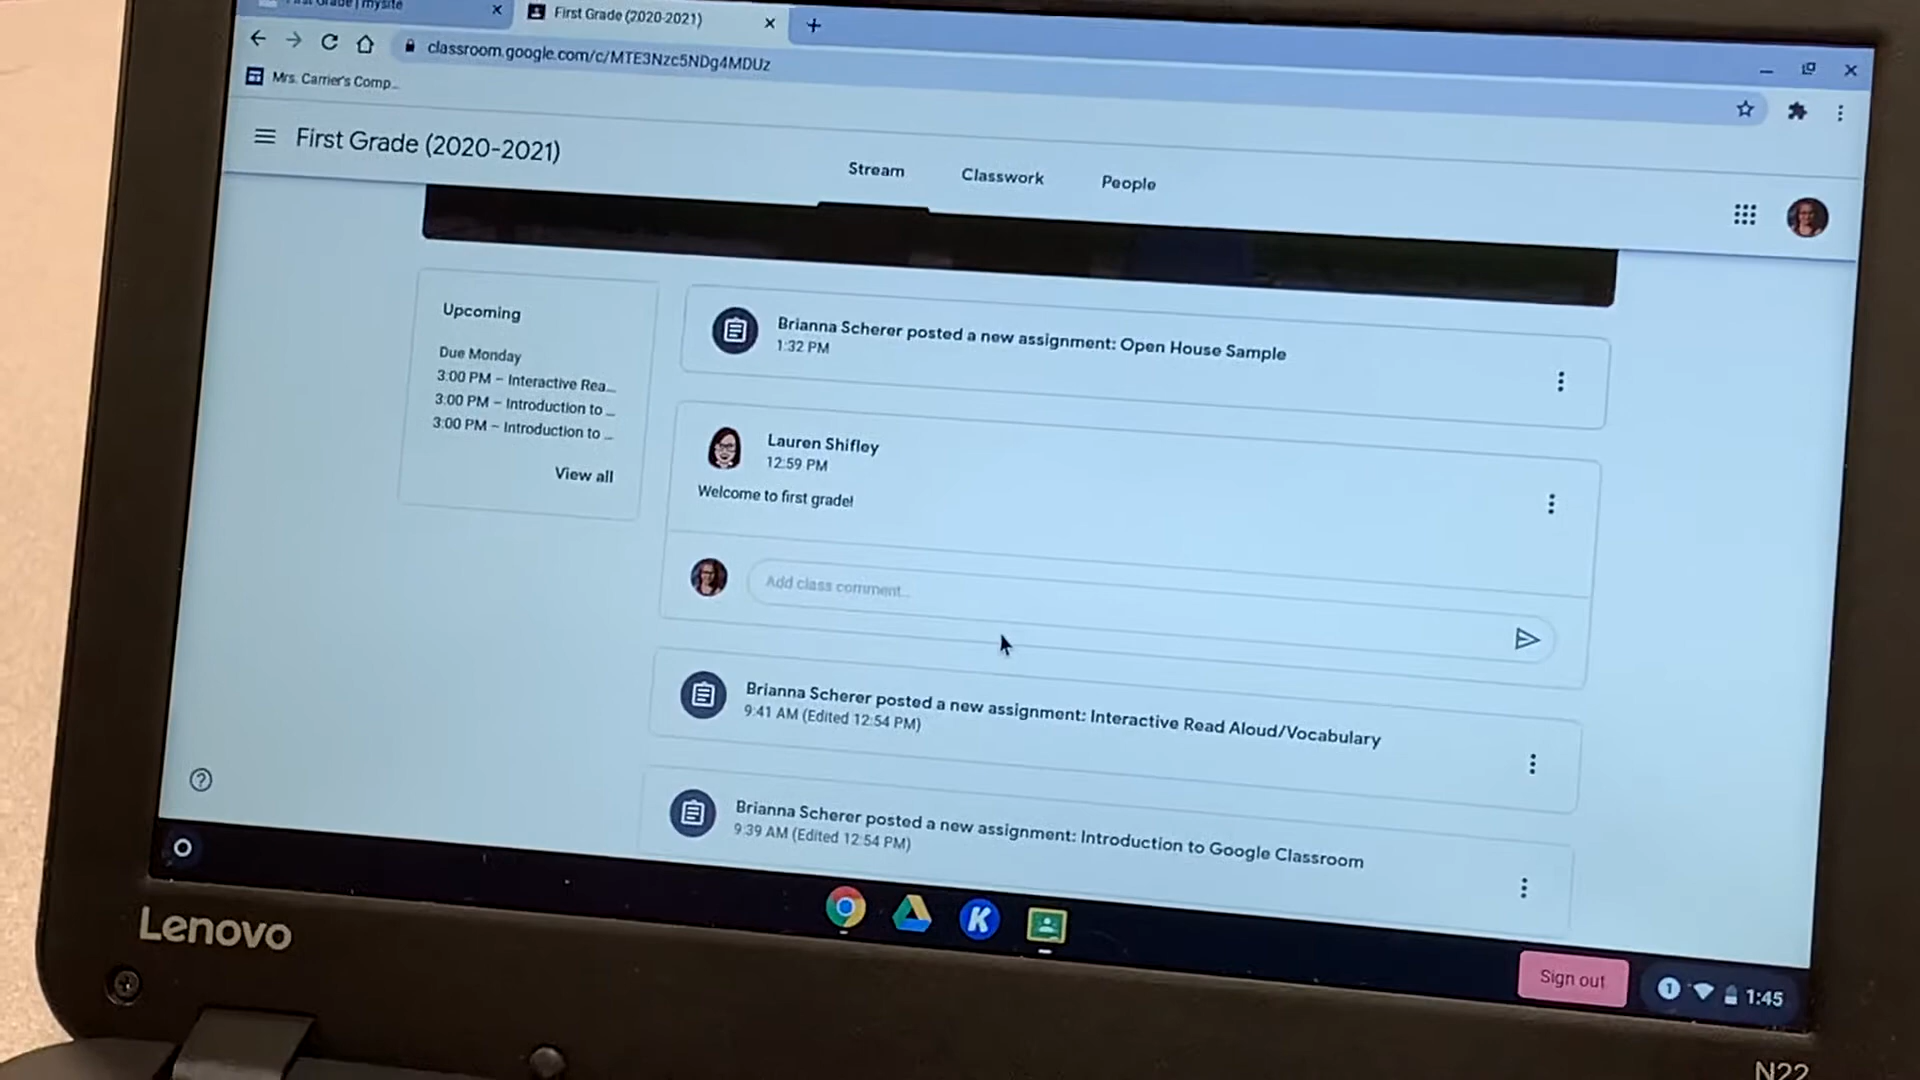 First Grade | mysite
First Grade (2020-2021)
classroom.google.com/c/MTE3Nzc5NDg4MDUz
Mrs. Carrier's Comp...
First Grade (2020-2021)
Stream
Classwork
People
Upcoming
Due Monday
3:00 PM – Interactive Rea...
3:00 PM – Introduction to ...
3:00 PM – Introduction to ...
View all
Brianna Scherer posted a new assignment: Open House Sample
1:32 PM
Lauren Shifley
12:59 PM
Welcome to first grade!
Add class comment...
Brianna Scherer posted a new assignment: Interactive Read Aloud/Vocabulary
9:41 AM (Edited 12:54 PM)
Brianna Scherer posted a new assignment: Introduction to Google Classroom
9:39 AM (Edited 12:54 PM)
K
Sign out
1
1:45
Lenovo
N22